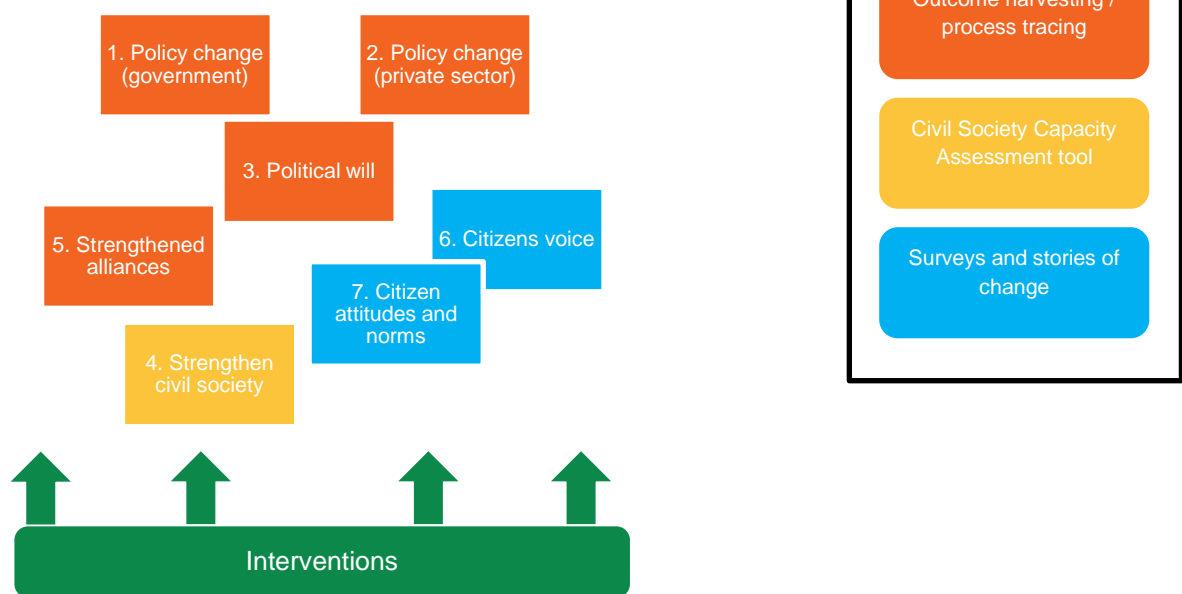 1. Policy change
(government)
2. Policy change
(private sector)
3. Political will
5. Strengthened
alliances
6. Citizens voice
7. Citizen
attitudes and
norms
4. Strengthen
civil society
Interventions
Outcome harvesting /
process tracing
Civil Society Capacity
Assessment tool
Surveys and stories of
change